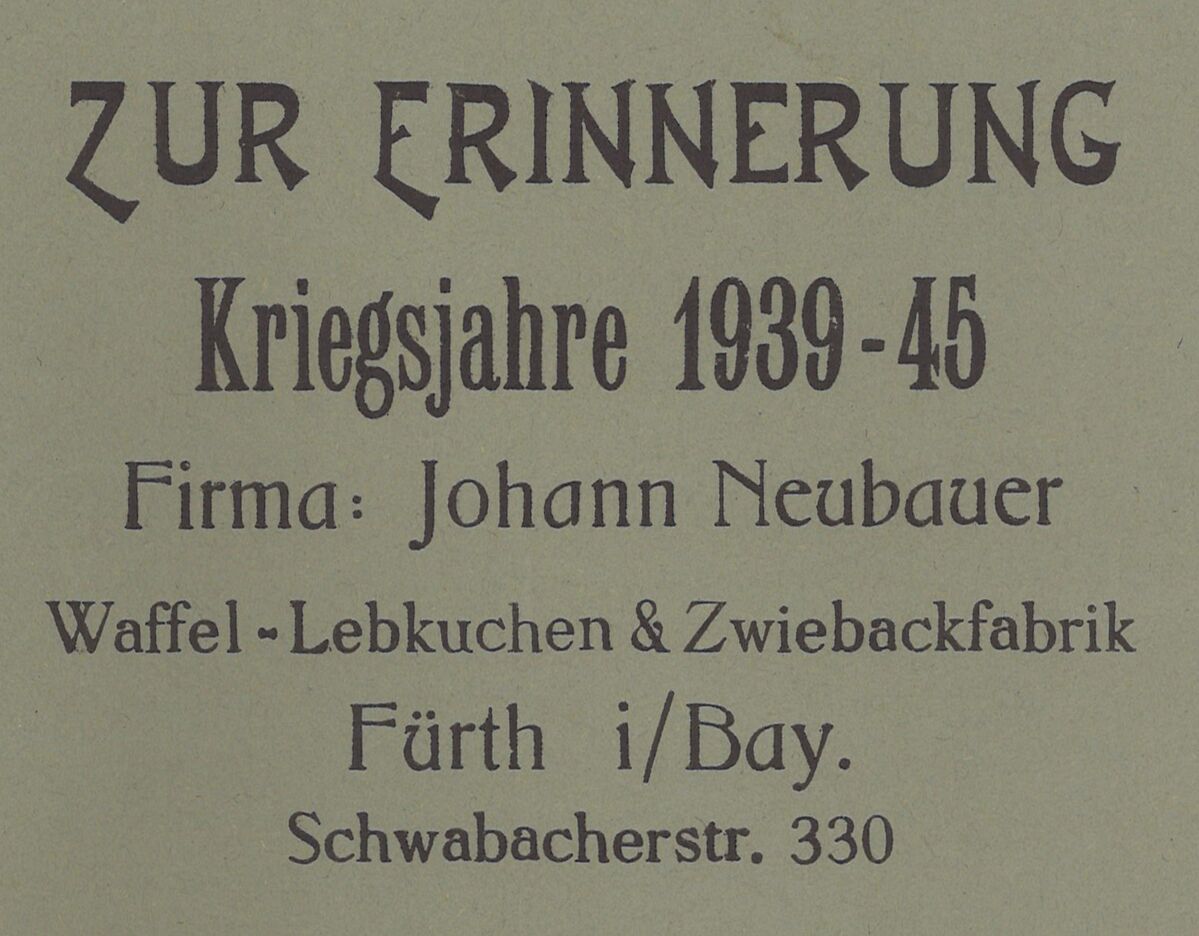 ZUR ERINNERUNG
Kriegsjahre 1939-45
Firma: Johann Neubauer
Waffel-Lebkuchen & Zwiebackfabrik
Fürth i/Bay.
Schwabacherstr. 330